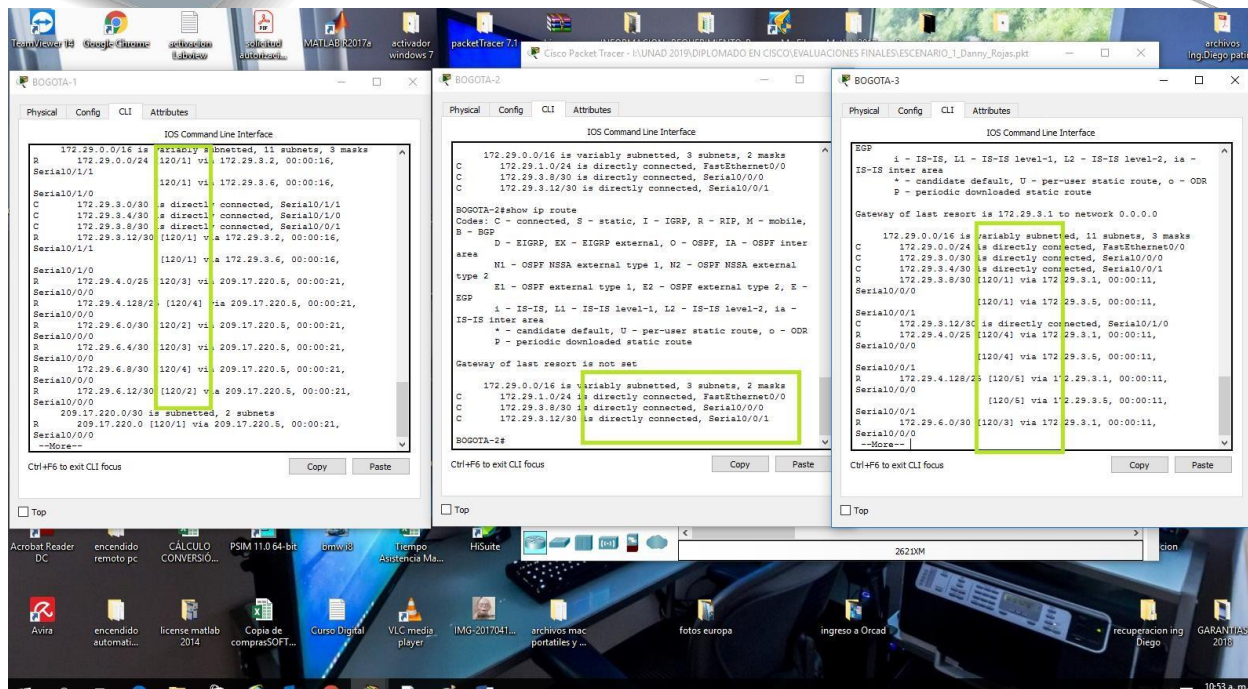 TeamViewer 14
Google Chrome
activacion Labview
solicitud autorizaci...
MATLAB R2017a
activador windows 7
packetTracer 7.1
Cisco Packet Tracer - I:\UNAD 2019\DIPLOMADO EN CISCO\EVALUACIONES FINALES\ESCENARIO_1_Danny_Rojas.pkt
archivos Ing.Diego pati
BOGOTA-1
Physical Config CLI Attributes
IOS Command Line Interface
172.29.0.0/16 is variably subnetted, 11 subnets, 3 masks
R 172.29.0.0/24 [120/1] via 172.29.3.2, 00:00:16,
Serial0/1/1
[120/1] via 172.29.3.6, 00:00:16,
Serial0/1/0
C 172.29.3.0/30 is directly connected, Serial0/1/1
C 172.29.3.4/30 is directly connected, Serial0/1/0
C 172.29.3.8/30 is directly connected, Serial0/0/1
R 172.29.3.12/30 [120/1] via 172.29.3.2, 00:00:16,
Serial0/1/1
[120/1] via 172.29.3.6, 00:00:16,
Serial0/1/0
R 172.29.4.0/25 [120/3] via 209.17.220.5, 00:00:21,
Serial0/0/0
R 172.29.4.128/25 [120/4] via 209.17.220.5, 00:00:21,
Serial0/0/0
R 172.29.6.0/30 [120/2] via 209.17.220.5, 00:00:21,
Serial0/0/0
R 172.29.6.4/30 [120/3] via 209.17.220.5, 00:00:21,
Serial0/0/0
R 172.29.6.8/30 [120/4] via 209.17.220.5, 00:00:21,
Serial0/0/0
R 172.29.6.12/30 [120/2] via 209.17.220.5, 00:00:21,
Serial0/0/0
209.17.220.0/30 is subnetted, 2 subnets
R 209.17.220.0 [120/1] via 209.17.220.5, 00:00:21,
Serial0/0/0
--More--
Ctrl+F6 to exit CLI focus
Copy Paste
Top
BOGOTA-2
Physical Config CLI Attributes
IOS Command Line Interface
172.29.0.0/16 is variably subnetted, 3 subnets, 2 masks
C 172.29.1.0/24 is directly connected, FastEthernet0/0
C 172.29.3.8/30 is directly connected, Serial0/0/0
C 172.29.3.12/30 is directly connected, Serial0/0/1
BOGOTA-2#show ip route
Codes: C - connected, S - static, I - IGRP, R - RIP, M - mobile,
B - BGP
D - EIGRP, EX - EIGRP external, O - OSPF, IA - OSPF inter
area
N1 - OSPF NSSA external type 1, N2 - OSPF NSSA external
type 2
E1 - OSPF external type 1, E2 - OSPF external type 2, E -
EGP
i - IS-IS, L1 - IS-IS level-1, L2 - IS-IS level-2, ia -
IS-IS inter area
* - candidate default, U - per-user static route, o - ODR
P - periodic downloaded static route
Gateway of last resort is not set
172.29.0.0/16 is variably subnetted, 3 subnets, 2 masks
C 172.29.1.0/24 is directly connected, FastEthernet0/0
C 172.29.3.8/30 is directly connected, Serial0/0/0
C 172.29.3.12/30 is directly connected, Serial0/0/1
BOGOTA-2#
Ctrl+F6 to exit CLI focus
Copy Paste
Top
BOGOTA-3
Physical Config CLI Attributes
IOS Command Line Interface
EGP
i - IS-IS, L1 - IS-IS level-1, L2 - IS-IS level-2, ia -
IS-IS inter area
* - candidate default, U - per-user static route, o - ODR
P - periodic downloaded static route
Gateway of last resort is 172.29.3.1 to network 0.0.0.0
172.29.0.0/16 is variably subnetted, 11 subnets, 3 masks
C 172.29.0.0/24 is directly connected, FastEthernet0/0
C 172.29.3.0/30 is directly connected, Serial0/0/0
C 172.29.3.4/30 is directly connected, Serial0/0/1
R 172.29.3.8/30 [120/1] via 172.29.3.1, 00:00:11,
Serial0/0/0
[120/1] via 172.29.3.5, 00:00:11,
Serial0/0/1
C 172.29.3.12/30 is directly connected, Serial0/1/0
R 172.29.4.0/25 [120/4] via 172.29.3.1, 00:00:11,
Serial0/0/0
[120/4] via 172.29.3.5, 00:00:11,
Serial0/0/1
R 172.29.4.128/25 [120/5] via 172.29.3.1, 00:00:11,
Serial0/0/0
[120/5] via 172.29.3.5, 00:00:11,
Serial0/0/1
R 172.29.6.0/30 [120/3] via 172.29.3.1, 00:00:11,
Serial0/0/0
--More--
Ctrl+F6 to exit CLI focus
Copy Paste
Top
2621XM
Acrobat Reader DC
encendido remoto pc
CÁLCULO CONVERSIÓ...
PSIM 11.0 64-bit
bmw i8
Tiempo Asistencia Ma...
HiSuite
Avira
encendido automati...
license matlab 2014
Copia de comprasSOFT...
Curso Digital
VLC media player
IMG-2017041...
archivos mac portatiles y ...
fotos europa
ingreso a Orcad
recuperacion ing Diego
GARANTIAS 2018
10:53 a. m.